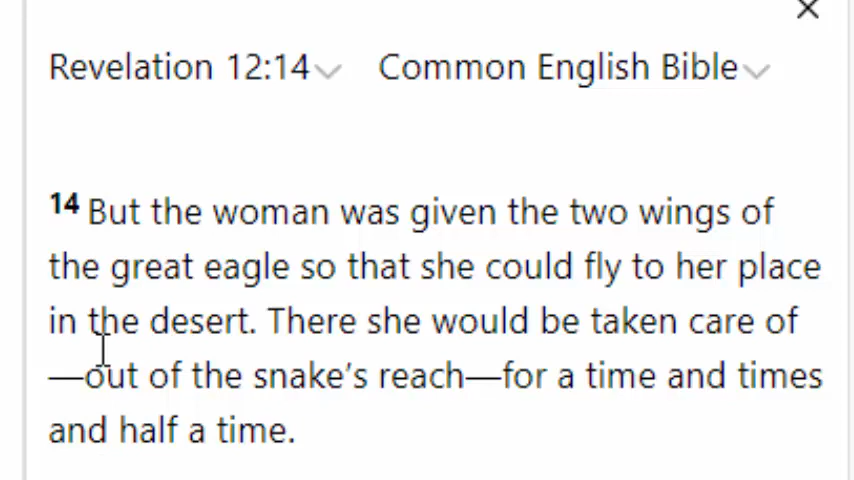 Revelation 12:14 Common English Bible
14 But the woman was given the two wings of
the great eagle so that she could fly to her place
in the desert. There she would be taken care of
—out of the snake’s reach—for a time and times
and half a time.